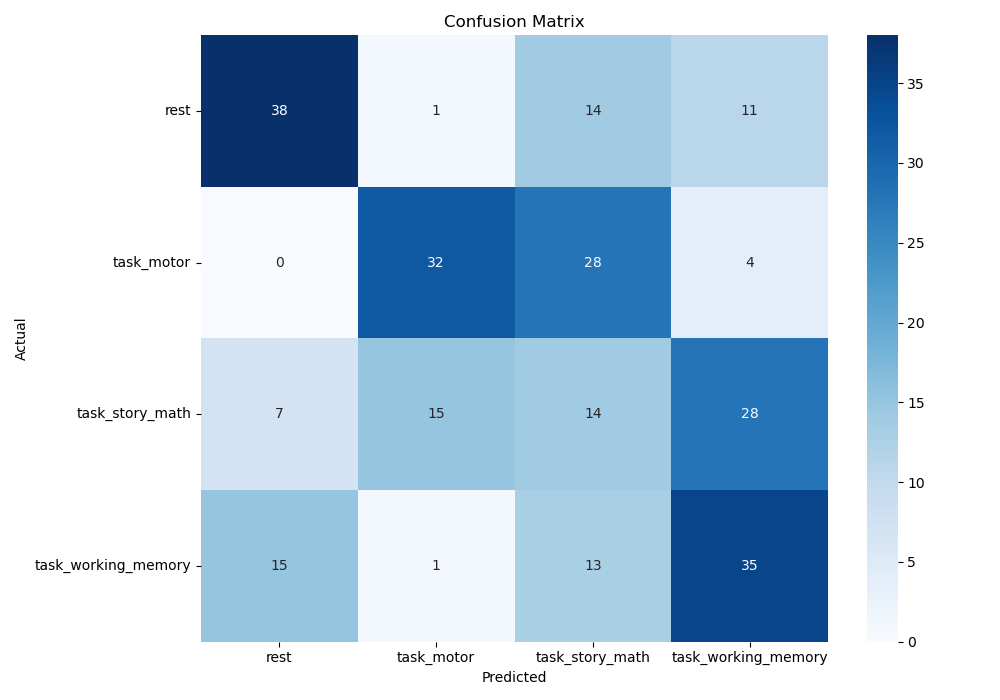 Confusion Matrix
rest 38 1 14 11
task_motor 0 32 28 4
task_story_math 7 15 14 28
task_working_memory 15 1 13 35
rest task_motor task_story_math task_working_memory
Predicted
Actual
35
30
25
20
15
10
5
0